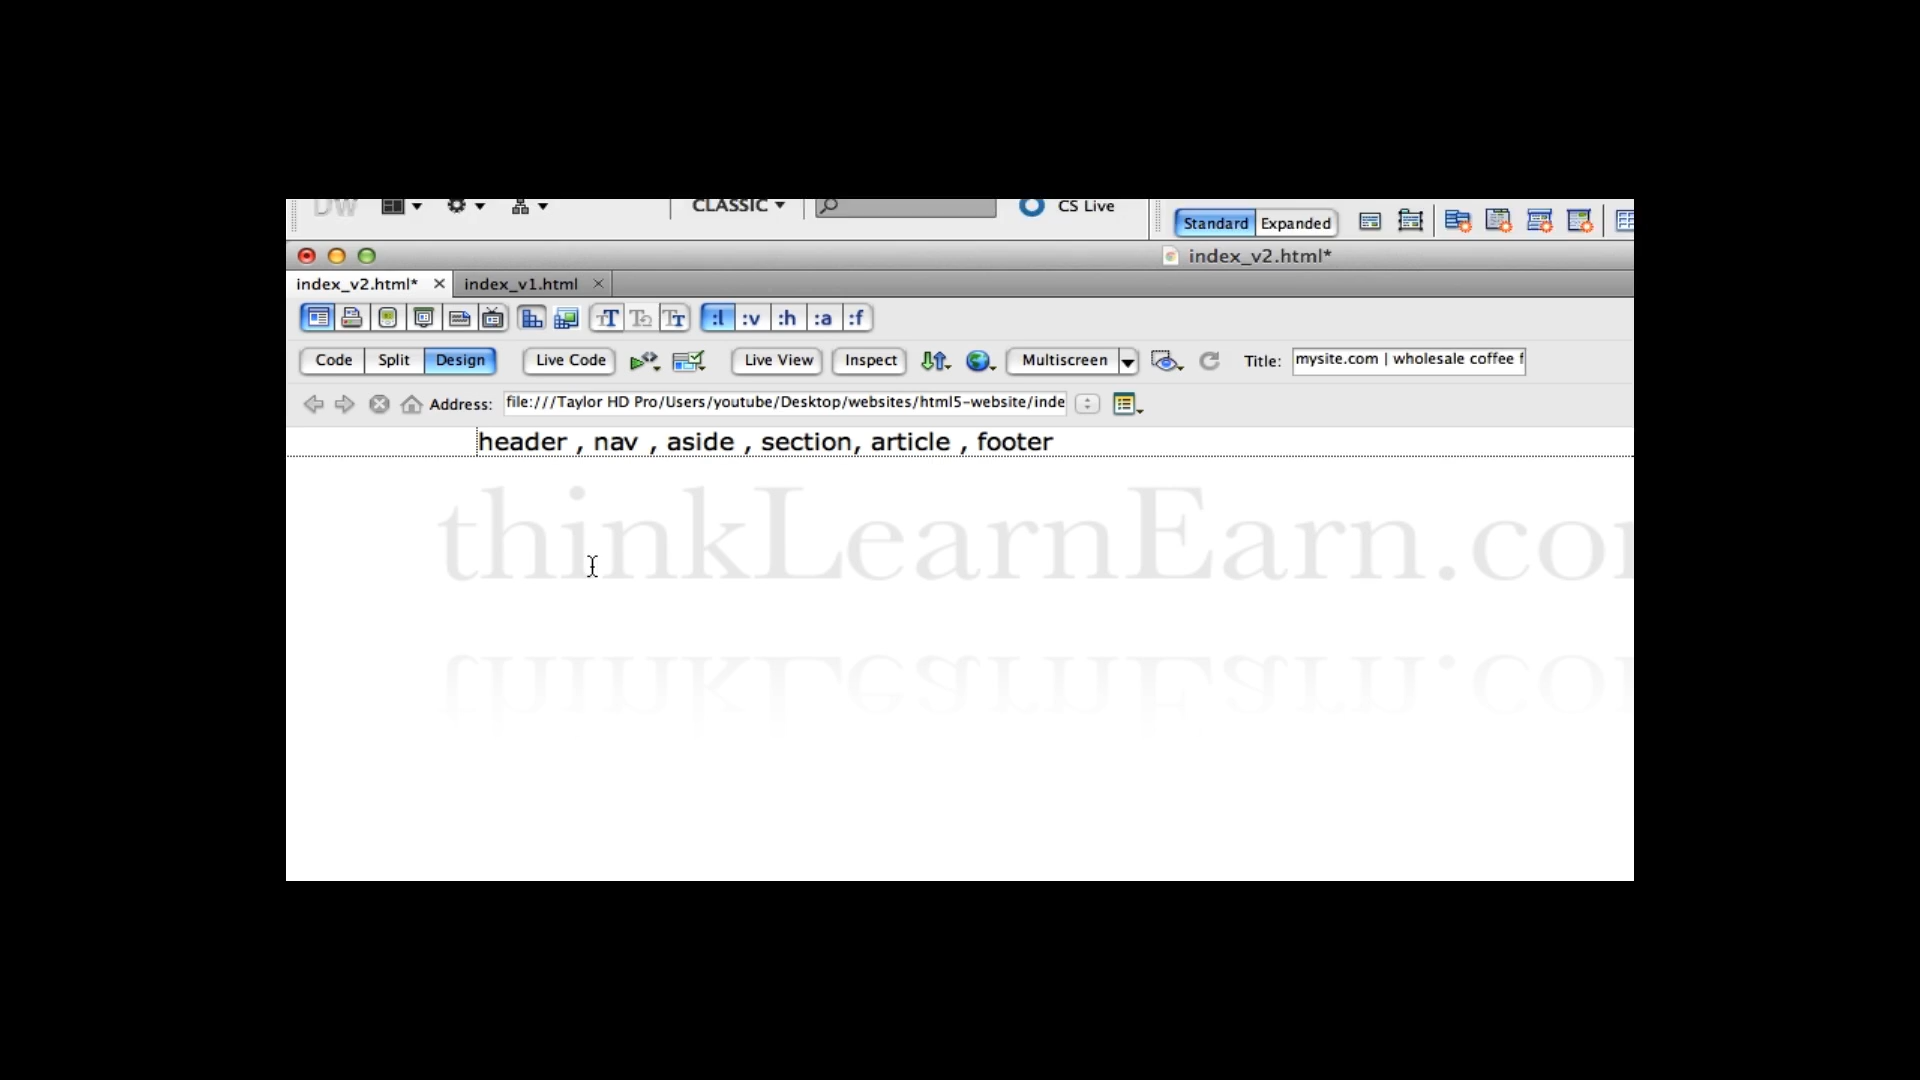 DW CLASSIC CS Live Standard Expanded
index_v2.html*
index_v2.html* index_v1.html
:l :v :h :a :f
Code Split Design Live Code Live View Inspect Multiscreen Title: mysite.com | wholesale coffee f
Address: file:///Taylor HD Pro/Users/youtube/Desktop/websites/html5-website/inde
header , nav , aside , section, article , footer
thinkLearnEarn.co